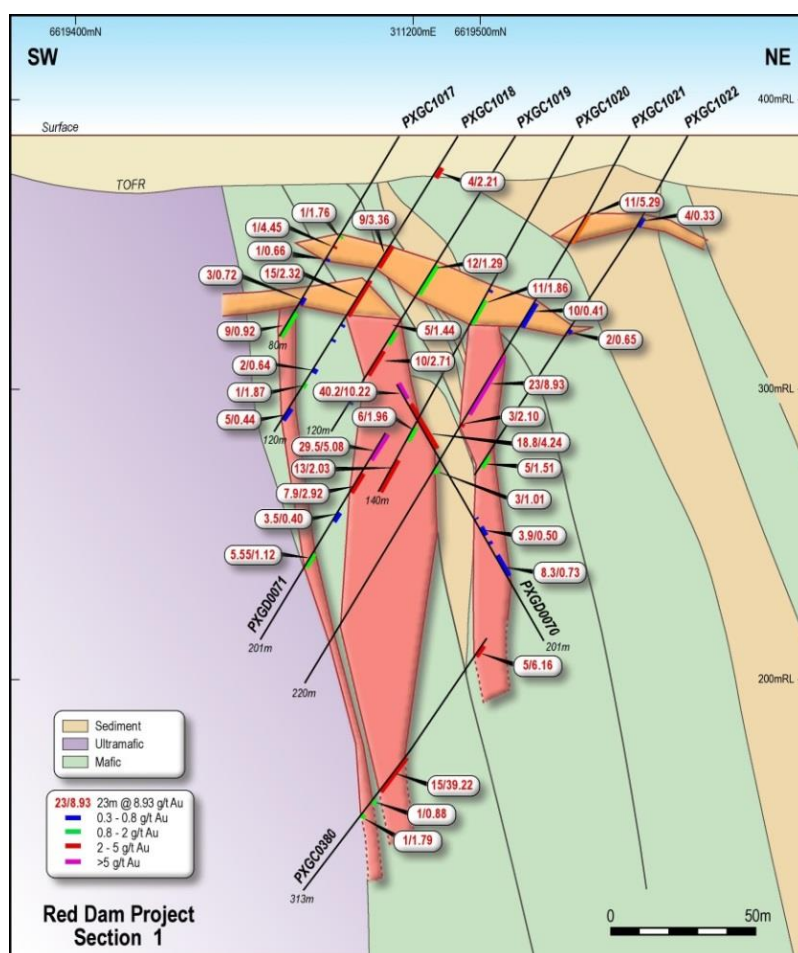 6619400mN
311200mE
6619500mN
SW
NE
400mRL
Surface
TOFR
PXGC1017
PXGC1018
PXGC1019
PXGC1020
PXGC1021
PXGC1022
4/2.21
11/5.29
4/0.33
1/1.76
9/3.36
1/4.45
1/0.66
15/2.32
12/1.29
3/0.72
11/1.86
10/0.41
9/0.92
5/1.44
2/0.65
80m
10/2.71
2/0.64
300mRL
23/8.93
1/1.87
40.2/10.22
5/0.44
6/1.96
3/2.10
120m
120m
18.8/4.24
29.5/5.08
13/2.03
5/1.51
7.9/2.92
140m
3/1.01
3.5/0.40
3.9/0.50
5.55/1.12
8.3/0.73
PXGD0071
PXGD0070
201m
201m
5/6.16
220m
200mRL
Sediment
Ultramafic
Mafic
15/39.22
23/8.93 23m @ 8.93 g/t Au
0.3 - 0.8 g/t Au
0.8 - 2 g/t Au
2 - 5 g/t Au
>5 g/t Au
1/0.88
1/1.79
PXGC0380
313m
Red Dam Project
Section 1
0 50m